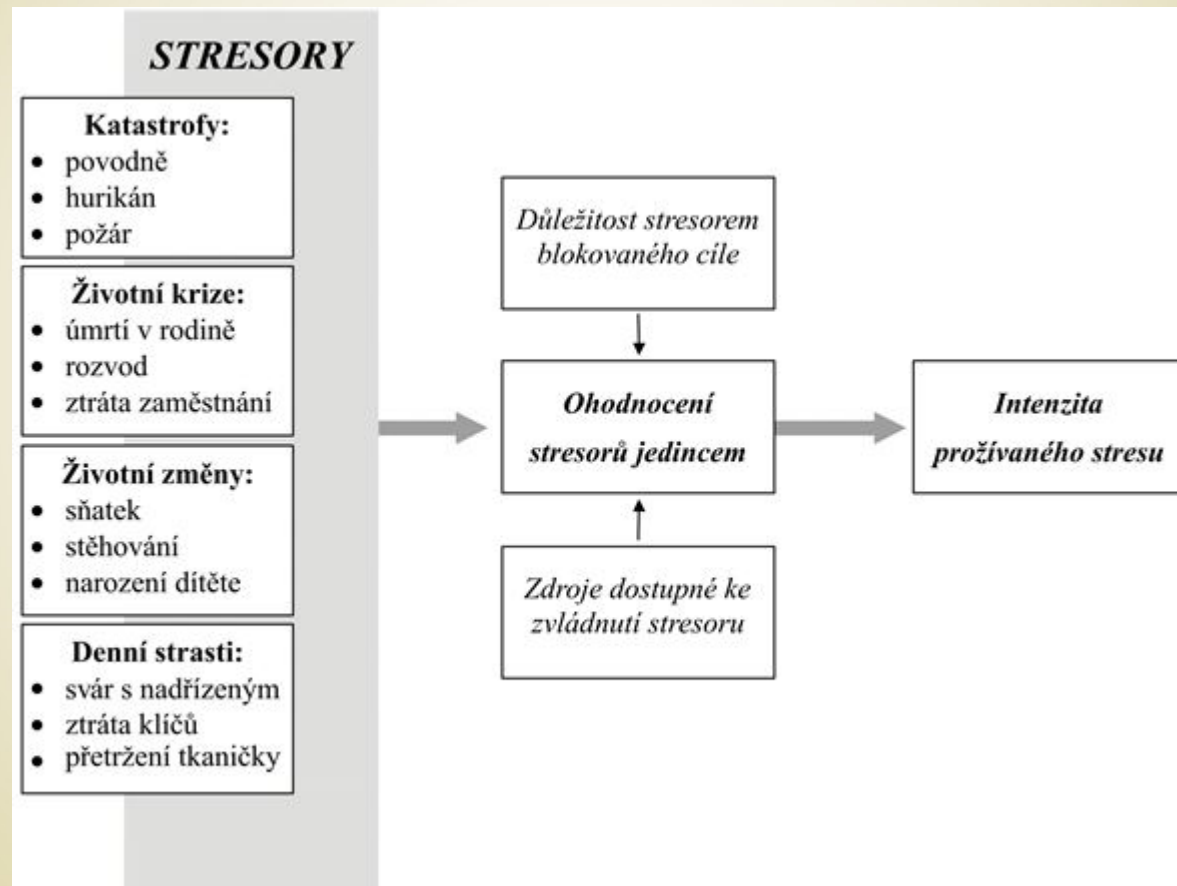 STRESORY
Katastrofy:
• povodně
• hurikán
• požár
Životní krize:
• úmrtí v rodině
• rozvod
• ztráta zaměstnání
Životní změny:
• sňatek
• stěhování
• narození dítěte
Denní strasti:
• svár s nadřízeným
• ztráta klíčů
• přetržení tkaničky
Důležitost stresorem
blokovaného cíle
Ohodnocení
stresorů jedincem
Zdroje dostupné ke
zvládnutí stresoru
Intenzita
prožívaného stresu